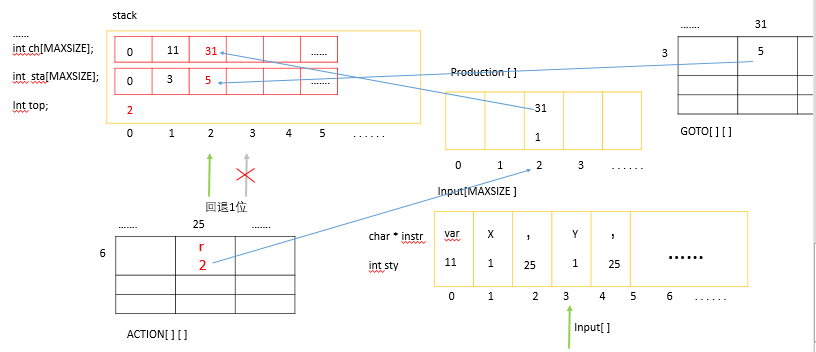 stack
......
int ch[MAXSIZE];
0 11 31 ......
int sta[MAXSIZE];
0 3 5 .......
Int top;
2
0 1 2 3 4 5 ......
回退1位
....... 31
3 5
GOTO[ ] [ ]
Production [ ]
31
1
0 1 2 3 ......
Input[MAXSIZE ]
....... 25 .......
6 r
2
ACTION[ ] [ ]
char * instr var X , Y , ......
int sty 11 1 25 1 25
0 1 2 3 4 5 6 ......
Input[ ]